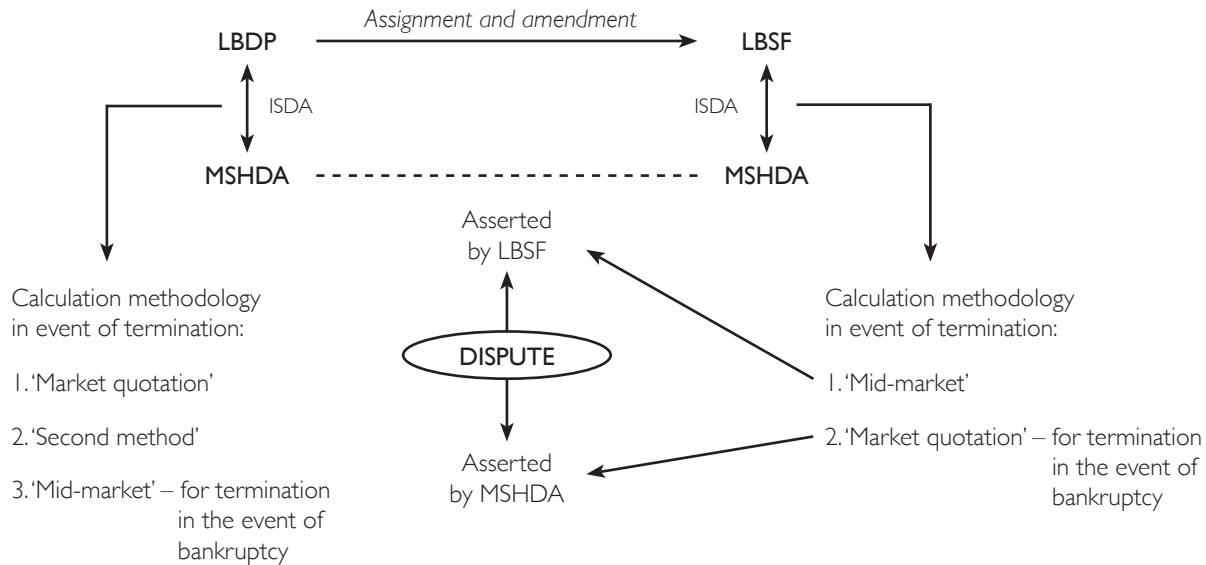 Assignment and amendment
LBDP
LBSF
ISDA
ISDA
MSHDA
MSHDA
Asserted
by LBSF
Calculation methodology
in event of termination:
1. ‘Market quotation’
2. ‘Second method’
3. ‘Mid-market’ – for termination
in the event of
bankruptcy
DISPUTE
Asserted
by MSHDA
Calculation methodology
in event of termination:
1. ‘Mid-market’
2. ‘Market quotation’ – for termination
in the event of
bankruptcy